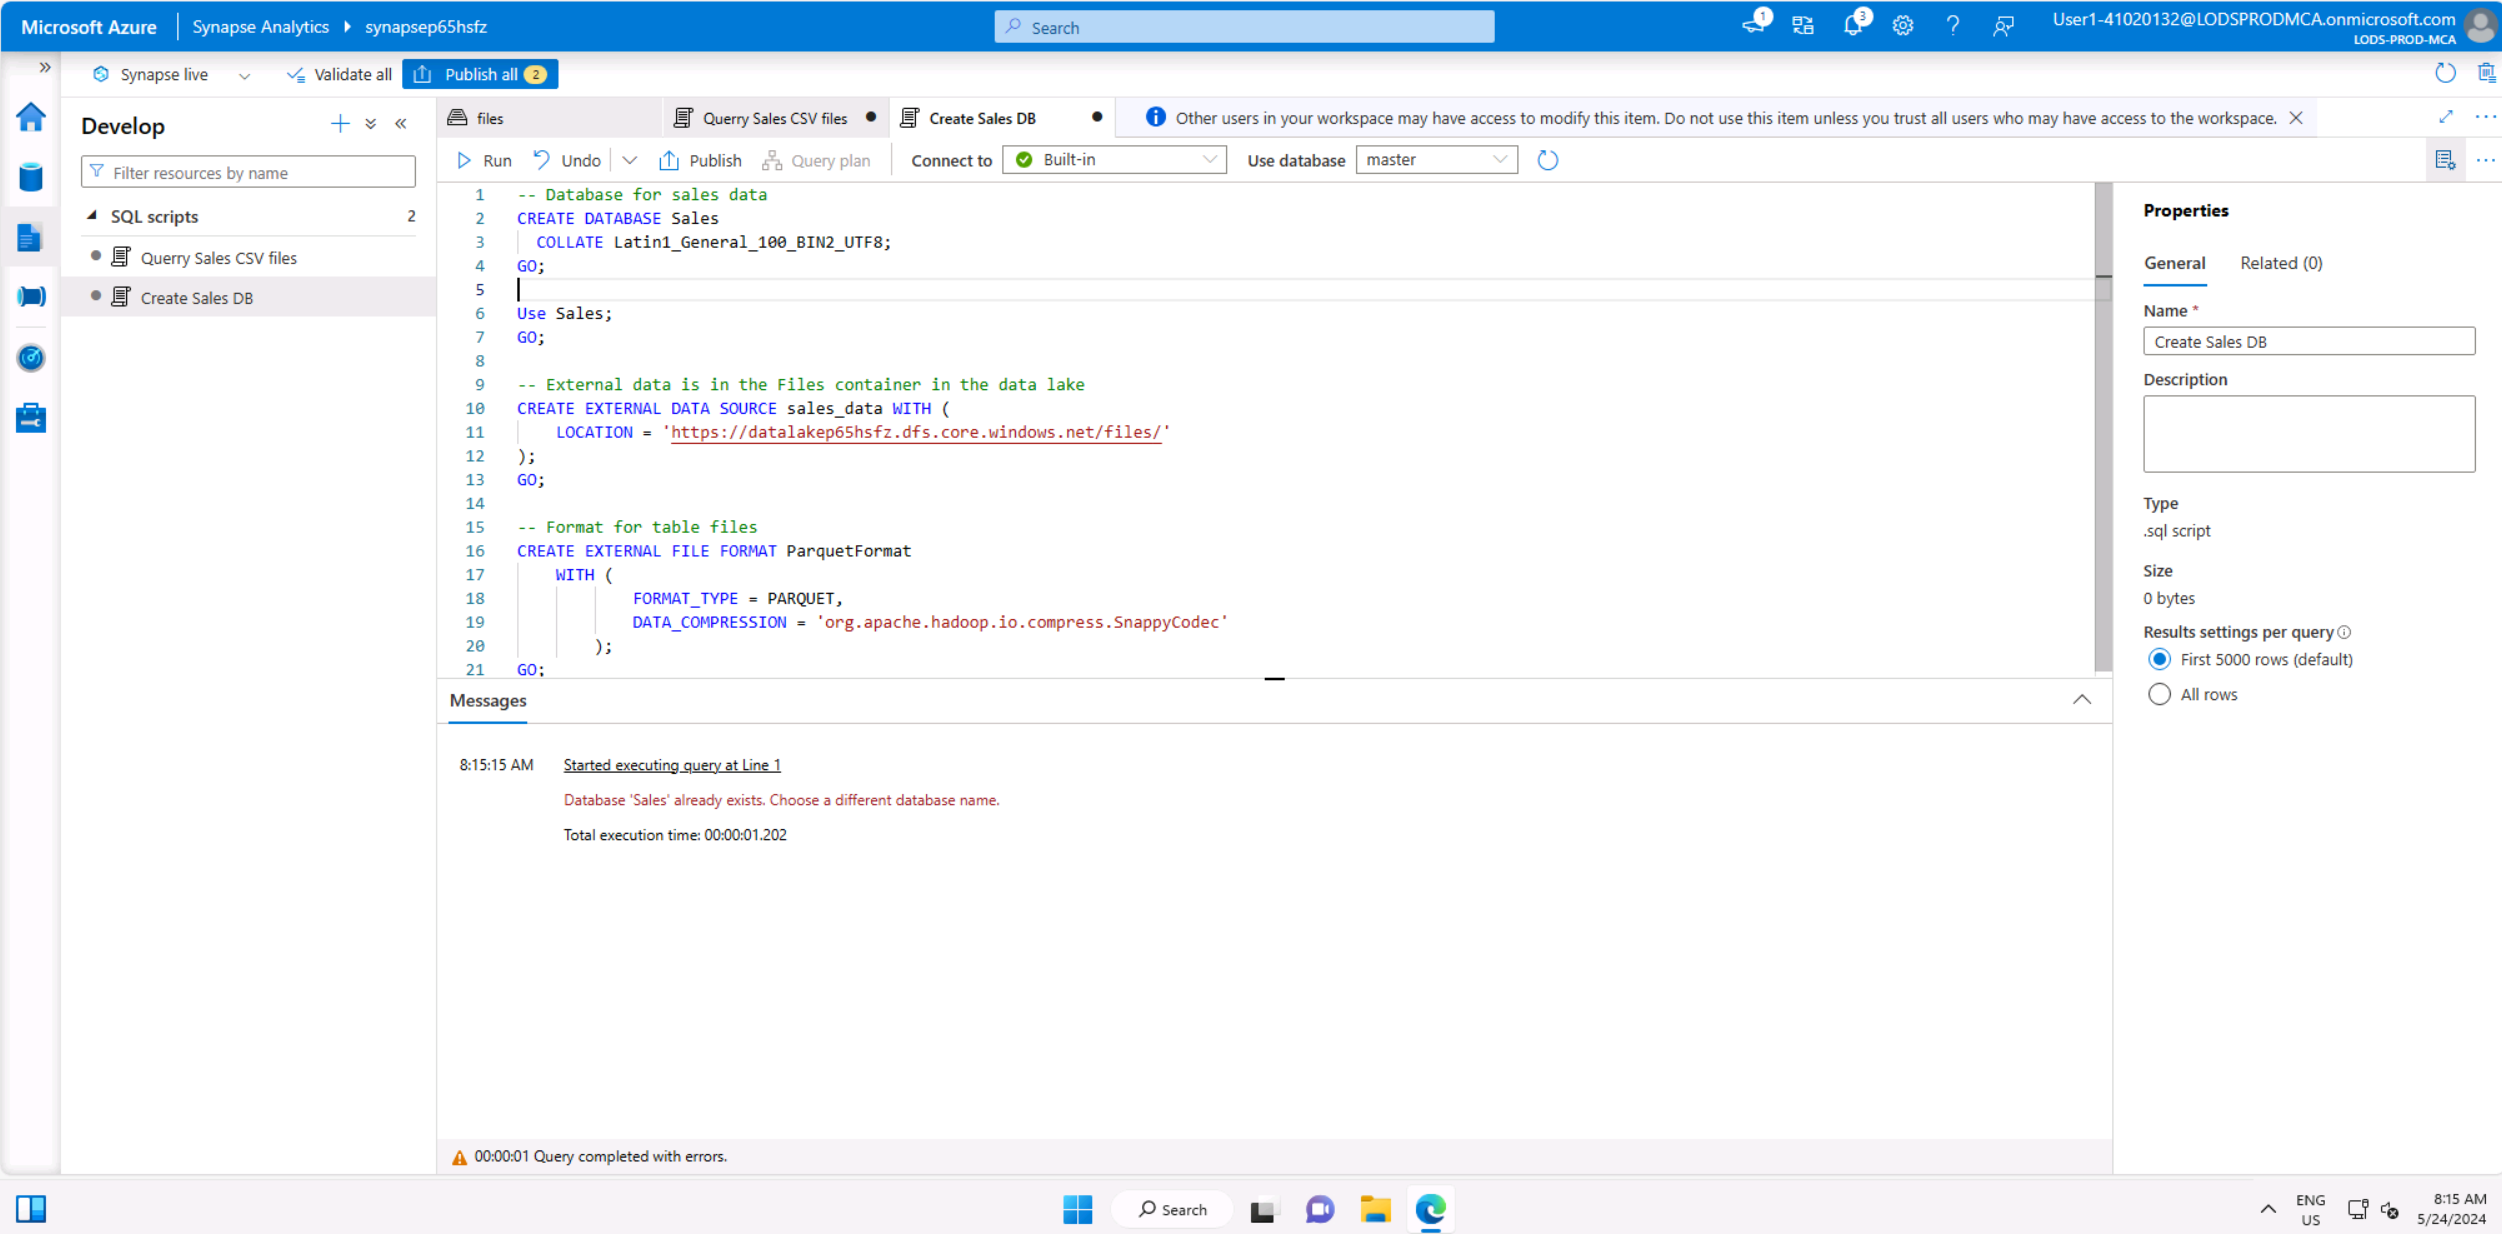 Microsoft Azure
Synapse Analytics
synapsep65hsfz
Search
1
3
User1-41020132@LODSPRODMCA.onmicrosoft.com
LODS-PROD-MCA
Synapse live
Validate all
Publish all 2
Develop
Filter resources by name
SQL scripts 2
Querry Sales CSV files
Create Sales DB
files
Querry Sales CSV files
Create Sales DB
Other users in your workspace may have access to modify this item. Do not use this item unless you trust all users who may have access to the workspace.
Run
Undo
Publish
Query plan
Connect to
Built-in
Use database
master
1 -- Database for sales data
2 CREATE DATABASE Sales
3 COLLATE Latin1_General_100_BIN2_UTF8;
4 GO;
5
6 Use Sales;
7 GO;
8
9 -- External data is in the Files container in the data lake
10 CREATE EXTERNAL DATA SOURCE sales_data WITH (
11 LOCATION = 'https://datalakep65hsfz.dfs.core.windows.net/files/'
12 );
13 GO;
14
15 -- Format for table files
16 CREATE EXTERNAL FILE FORMAT ParquetFormat
17 WITH (
18 FORMAT_TYPE = PARQUET,
19 DATA_COMPRESSION = 'org.apache.hadoop.io.compress.SnappyCodec'
20 );
21 GO;
Messages
8:15:15 AM Started executing query at Line 1
Database 'Sales' already exists. Choose a different database name.
Total execution time: 00:00:01.202
00:00:01 Query completed with errors.
Properties
General Related (0)
Name *
Create Sales DB
Description
Type
.sql script
Size
0 bytes
Results settings per query
First 5000 rows (default)
All rows
Search
ENG
US
8:15 AM
5/24/2024